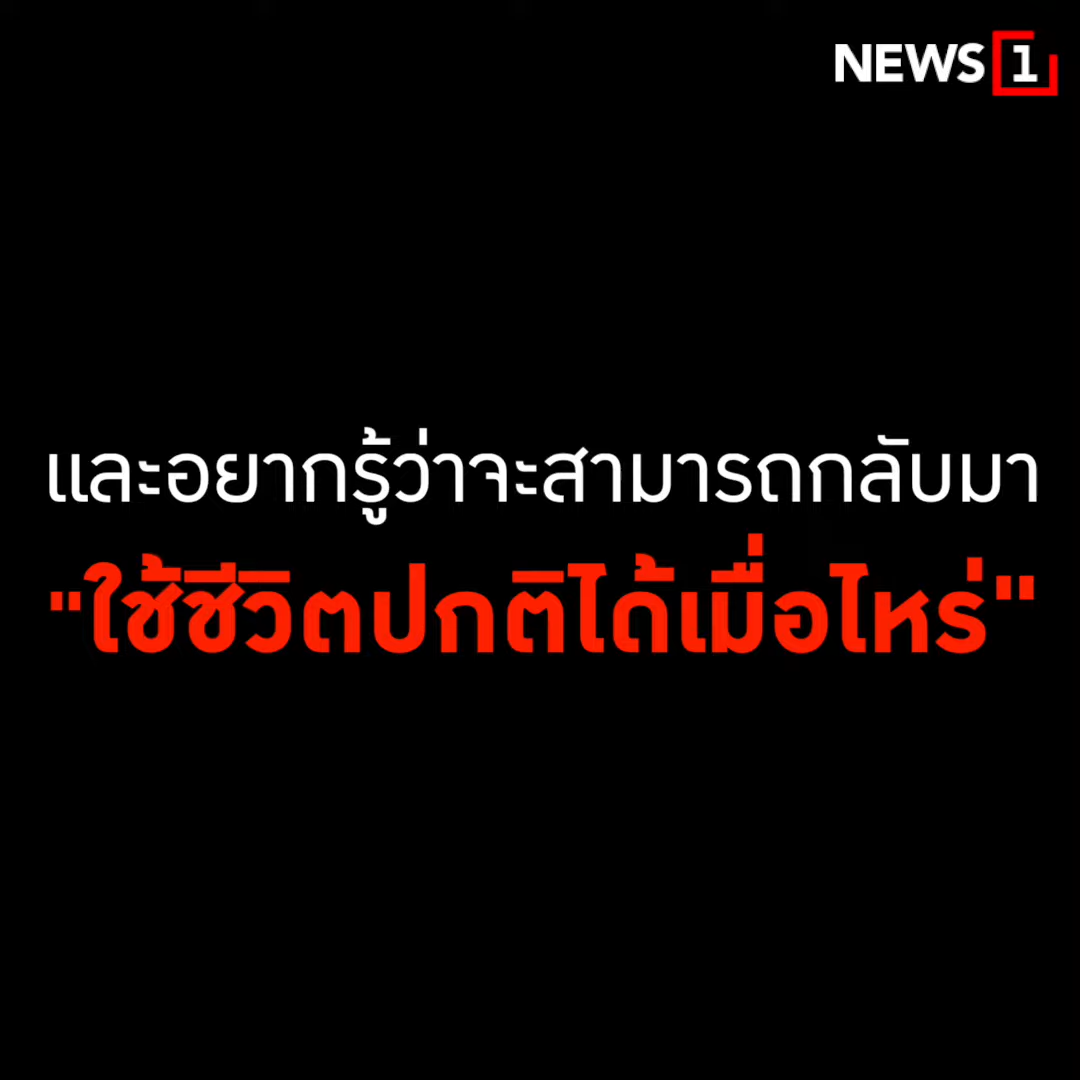 NEWS 1
และอยากรู้ว่าจะสามารถกลับมา
"ใช้ชีวิตปกติได้เมื่อไหร่"